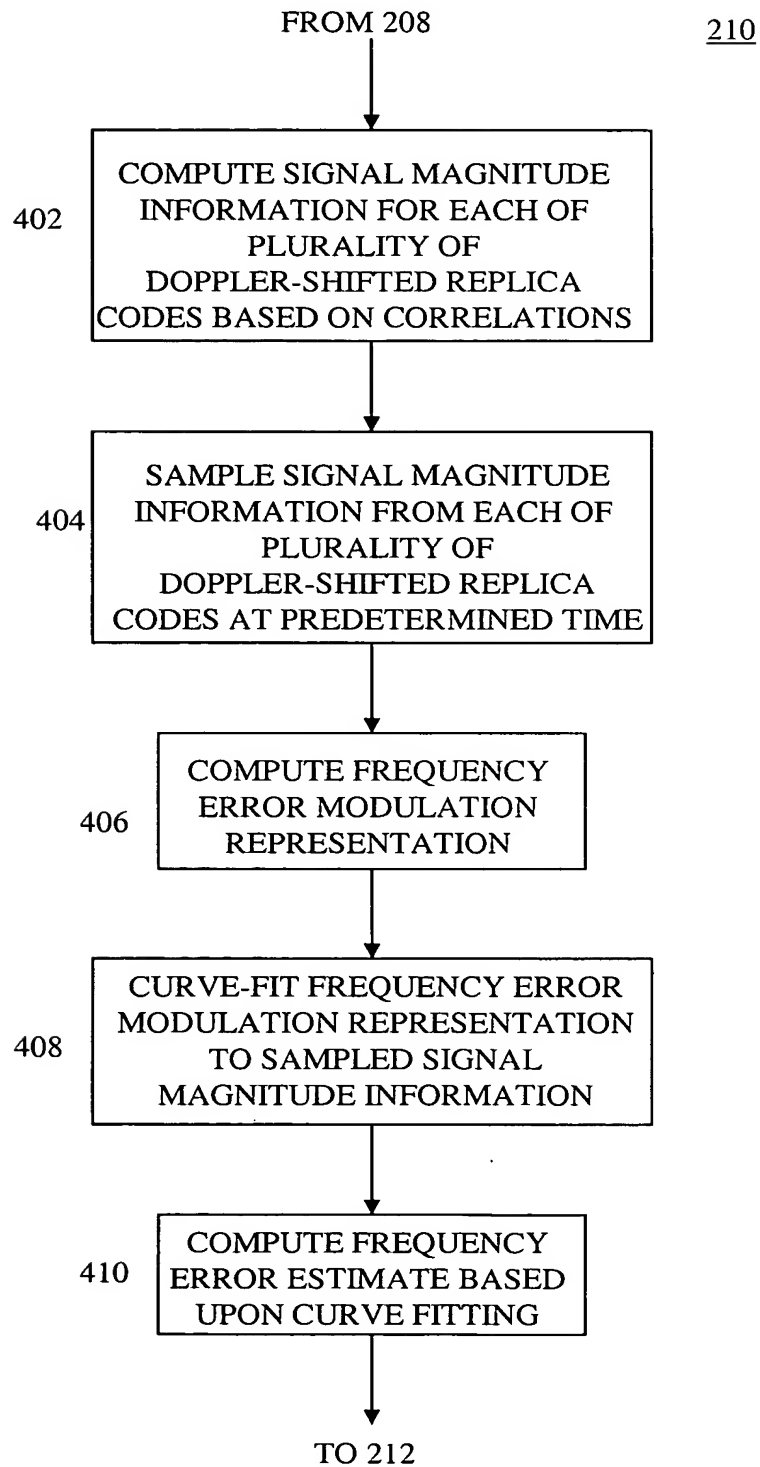 FROM 208
210
402
COMPUTE SIGNAL MAGNITUDE
INFORMATION FOR EACH OF
PLURALITY OF
DOPPLER-SHIFTED REPLICA
CODES BASED ON CORRELATIONS
404
SAMPLE SIGNAL MAGNITUDE
INFORMATION FROM EACH OF
PLURALITY OF
DOPPLER-SHIFTED REPLICA
CODES AT PREDETERMINED TIME
406
COMPUTE FREQUENCY
ERROR MODULATION
REPRESENTATION
408
CURVE-FIT FREQUENCY ERROR
MODULATION REPRESENTATION
TO SAMPLED SIGNAL
MAGNITUDE INFORMATION
410
COMPUTE FREQUENCY
ERROR ESTIMATE BASED
UPON CURVE FITTING
TO 212